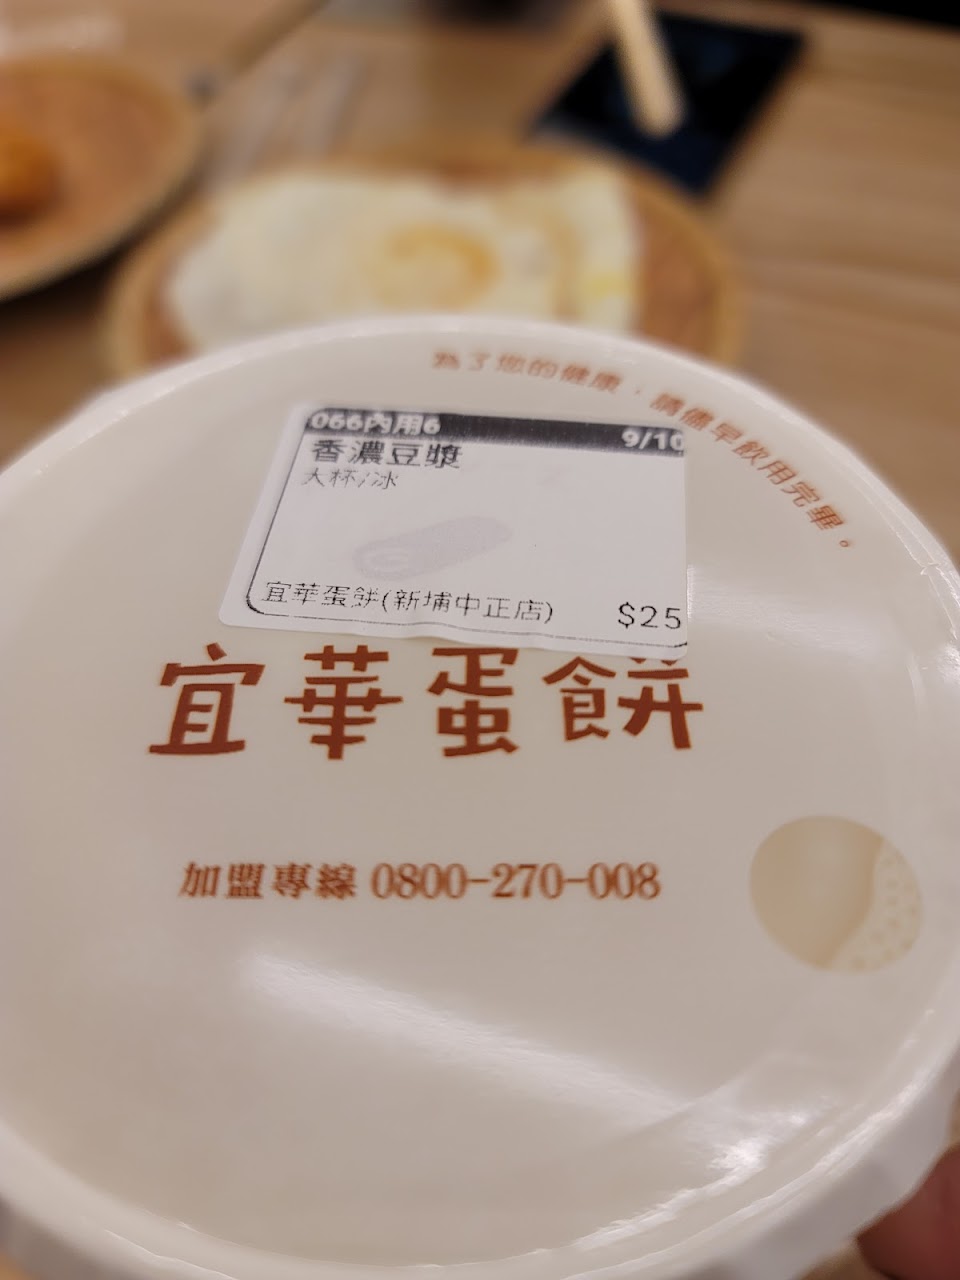 為了您的健康，請儘早飲用完畢。
066內用6 9/10
香濃豆漿
大杯/冰
宜華蛋餅(新埔中正店) $25
宜華蛋餅
加盟專線 0800-270-008